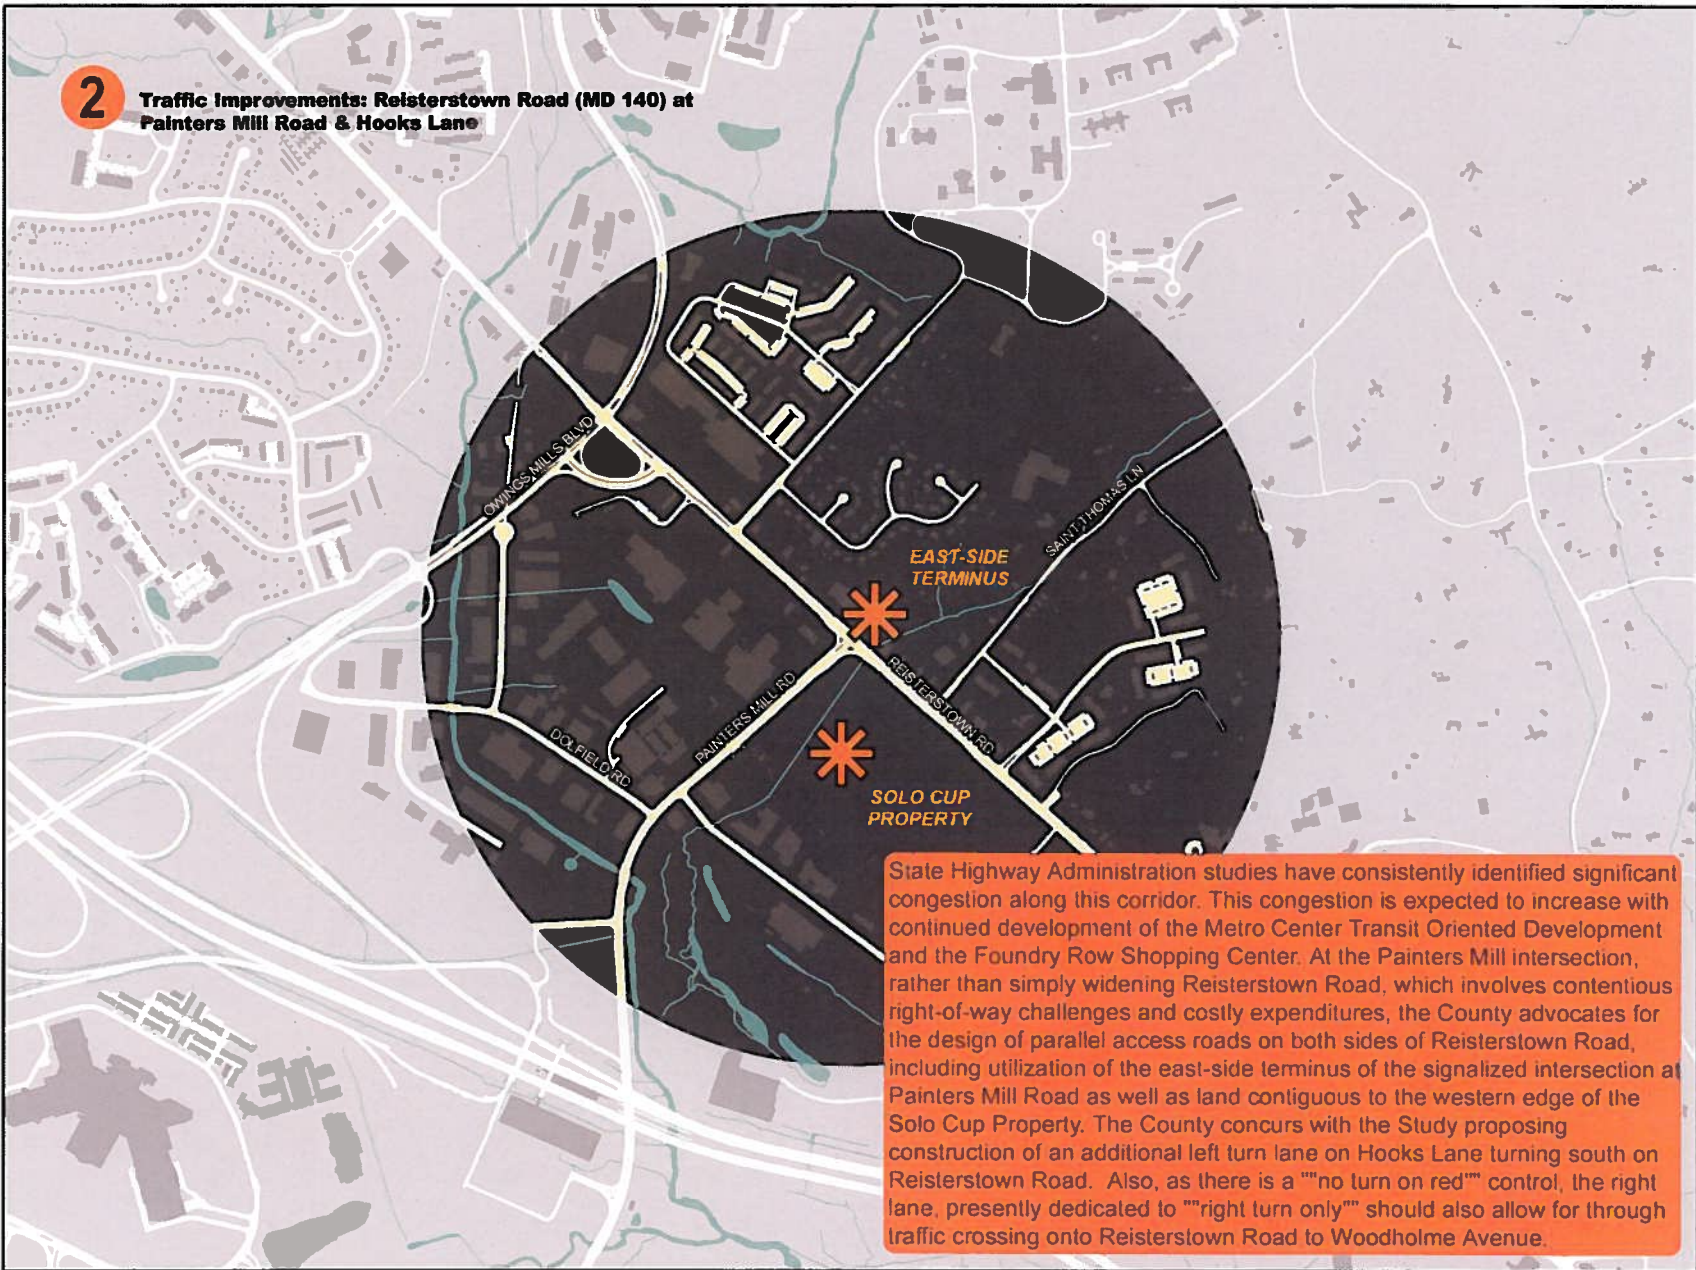 2
Traffic Improvements: Reisterstown Road (MD 140) at
Painters Mill Road & Hooks Lane
OWINGS MILLS BLVD
SAINT THOMAS LN
EAST-SIDE
TERMINUS
REISTERSTOWN RD
PAINTERS MILL RD
DOLFIELD RD
SOLO CUP
PROPERTY
State Highway Administration studies have consistently identified significant
congestion along this corridor. This congestion is expected to increase with
continued development of the Metro Center Transit Oriented Development
and the Foundry Row Shopping Center. At the Painters Mill intersection,
rather than simply widening Reisterstown Road, which involves contentious
right-of-way challenges and costly expenditures, the County advocates for
the design of parallel access roads on both sides of Reisterstown Road,
including utilization of the east-side terminus of the signalized intersection at
Painters Mill Road as well as land contiguous to the western edge of the
Solo Cup Property. The County concurs with the Study proposing
construction of an additional left turn lane on Hooks Lane turning south on
Reisterstown Road.  Also, as there is a ""no turn on red"" control, the right
lane, presently dedicated to ""right turn only"" should also allow for through
traffic crossing onto Reisterstown Road to Woodholme Avenue.